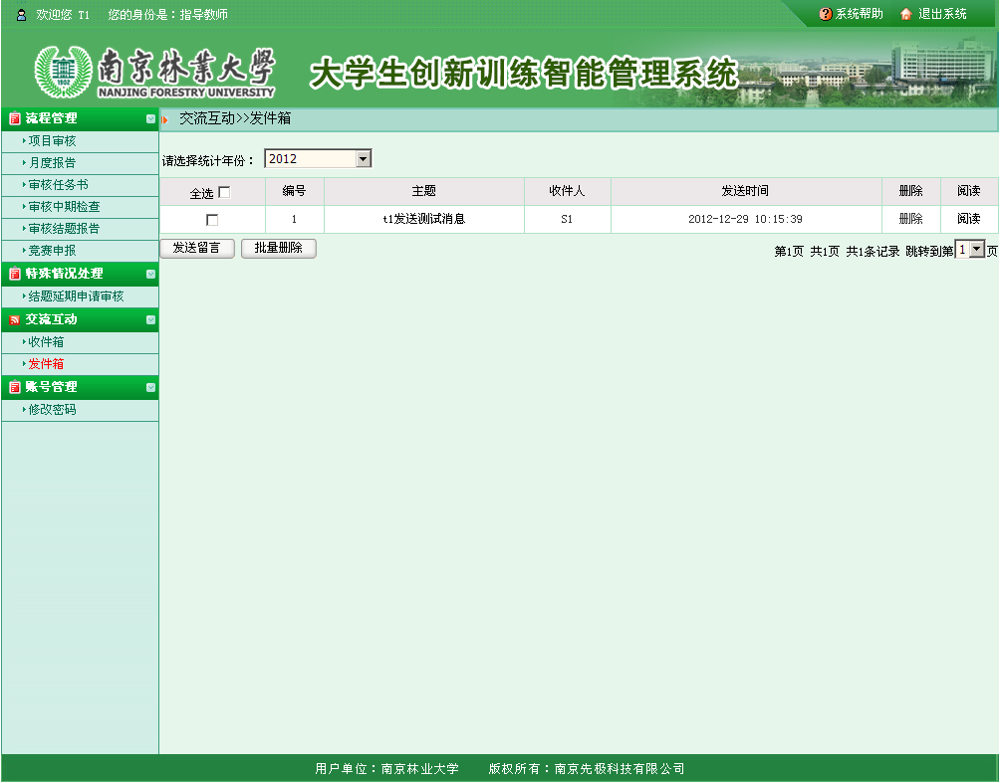 欢迎您 T1 您的身份是：指导教师
系统帮助 退出系统
南京林业大學
NANJING FORESTRY UNIVERSITY
1902
大学生创新训练智能管理系统
流程管理
项目审核
月度报告
审核任务书
审核中期检查
审核结题报告
竞赛申报
特殊情况处理
结题延期申请审核
交流互动
收件箱
发件箱
账号管理
修改密码
交流互动>>发件箱
请选择统计年份： 2012
全选 编号 主题 收件人 发送时间 删除 阅读
1 t1发送测试消息 S1 2012-12-29 10:15:39 删除 阅读
发送留言 批量删除
第1页 共1页 共1条记录 跳转到第 1 页
用户单位：南京林业大学 版权所有：南京先极科技有限公司